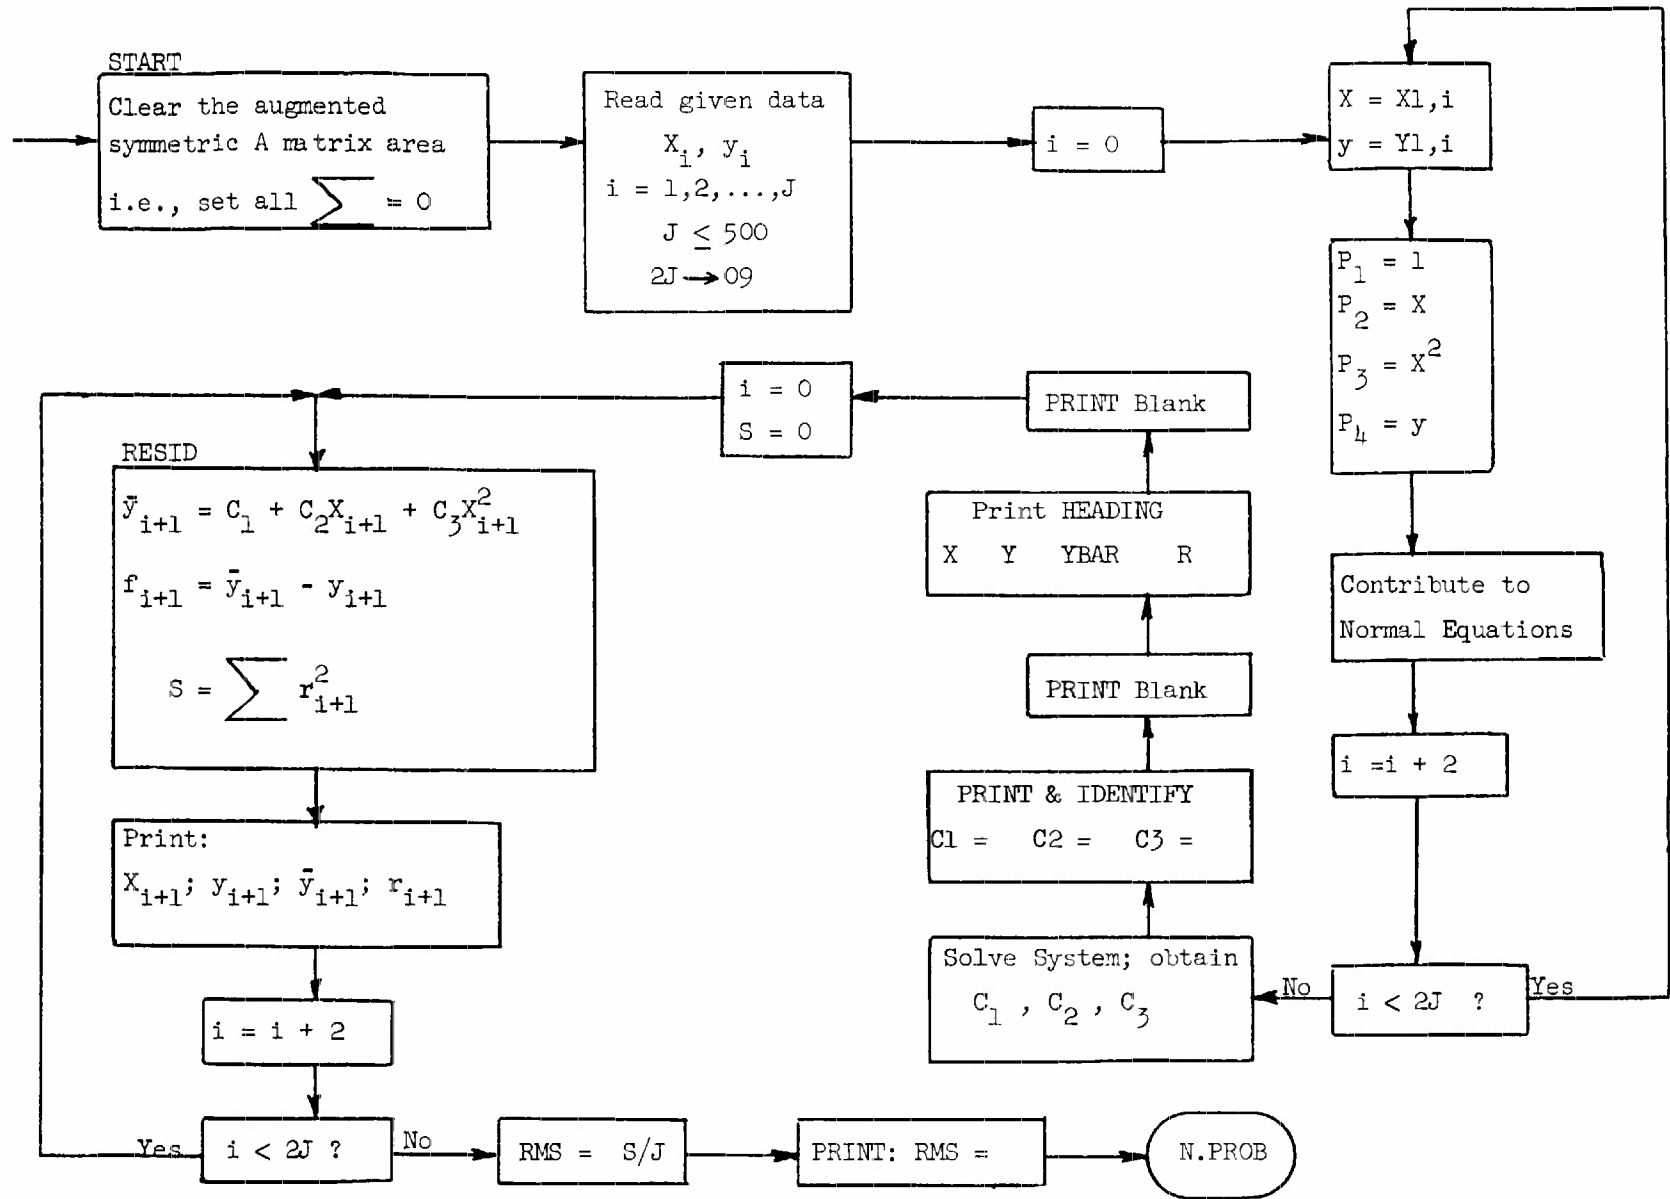 START
Clear the augmented
symmetric A matrix area
i.e., set all ∑ = 0
Read given data
X_i, y_i
i = 1,2,...,J
J ≤ 500
2J→09
i = 0
X = X1,i
y = Y1,i
P_1 = 1
P_2 = X
P_3 = X^2
P_4 = y
Contribute to
Normal Equations
i =i + 2
i < 2J ?
Yes
No
Solve System; obtain
C_1 , C_2 , C_3
PRINT & IDENTIFY
C1 = C2 = C3 =
PRINT Blank
Print HEADING
X Y YBAR R
PRINT Blank
i = 0
S = 0
RESID
ȳ_{i+1} = C_1 + C_2X_{i+1} + C_3X^2_{i+1}
f_{i+1} = ȳ_{i+1} - y_{i+1}
S = ∑ r^2_{i+1}
Print:
X_{i+1}; y_{i+1}; ȳ_{i+1}; r_{i+1}
i = i + 2
i < 2J ?
Yes
No
RMS = S/J
PRINT: RMS =
N.PROB